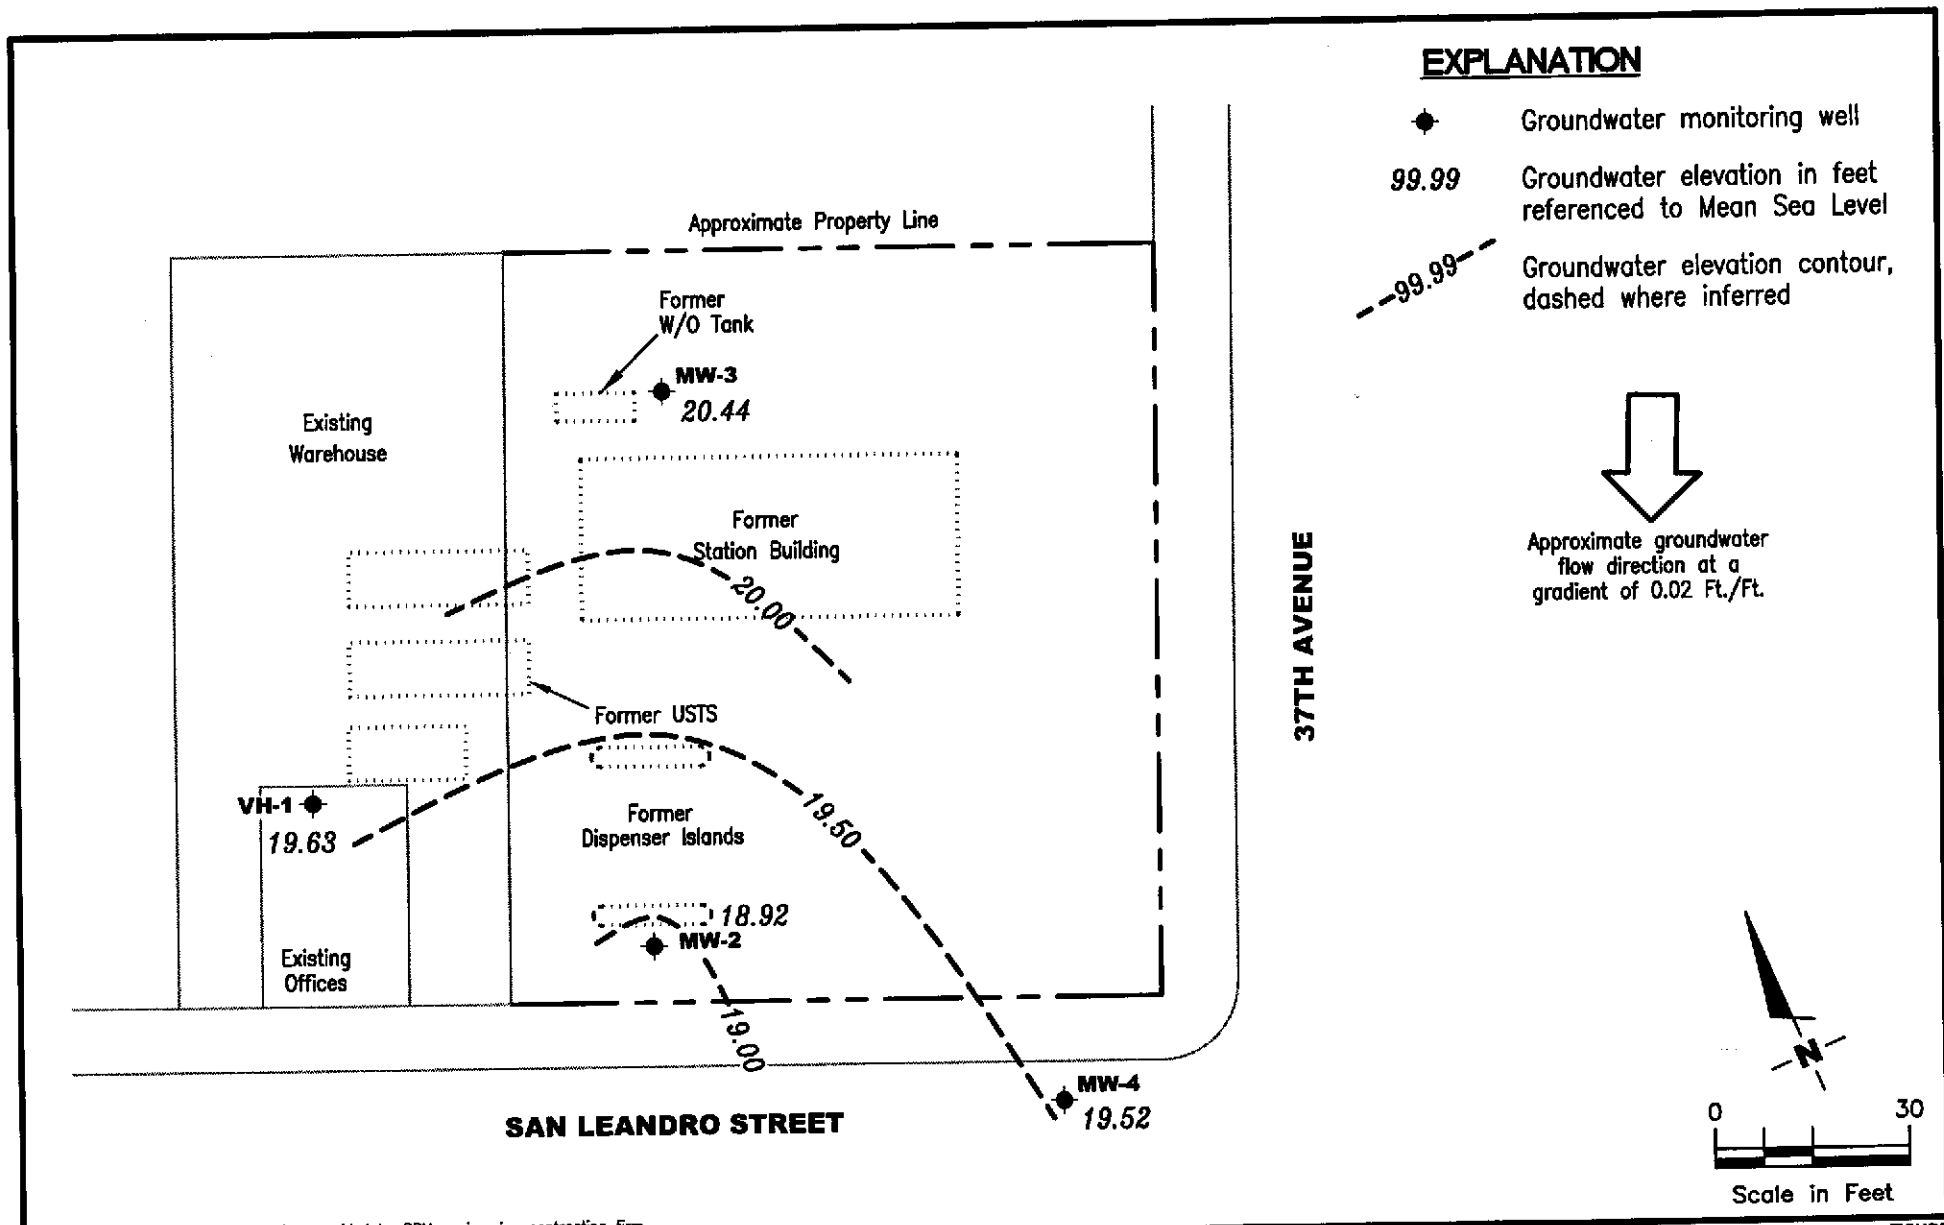 EXPLANATION
Groundwater monitoring well
99.99
Groundwater elevation in feet
referenced to Mean Sea Level
99.99
Groundwater elevation contour,
dashed where inferred
Approximate Property Line
Former
W/O Tank
MW-3
20.44
Existing
Warehouse
Former
Station Building
20.00
Approximate groundwater
flow direction at a
gradient of 0.02 Ft./Ft.
37TH AVENUE
Former USTS
VH-1
19.63
19.50
Former
Dispenser Islands
18.92
MW-2
Existing
Offices
19.00
MW-4
19.52
SAN LEANDRO STREET
N
0 30
Scale in Feet